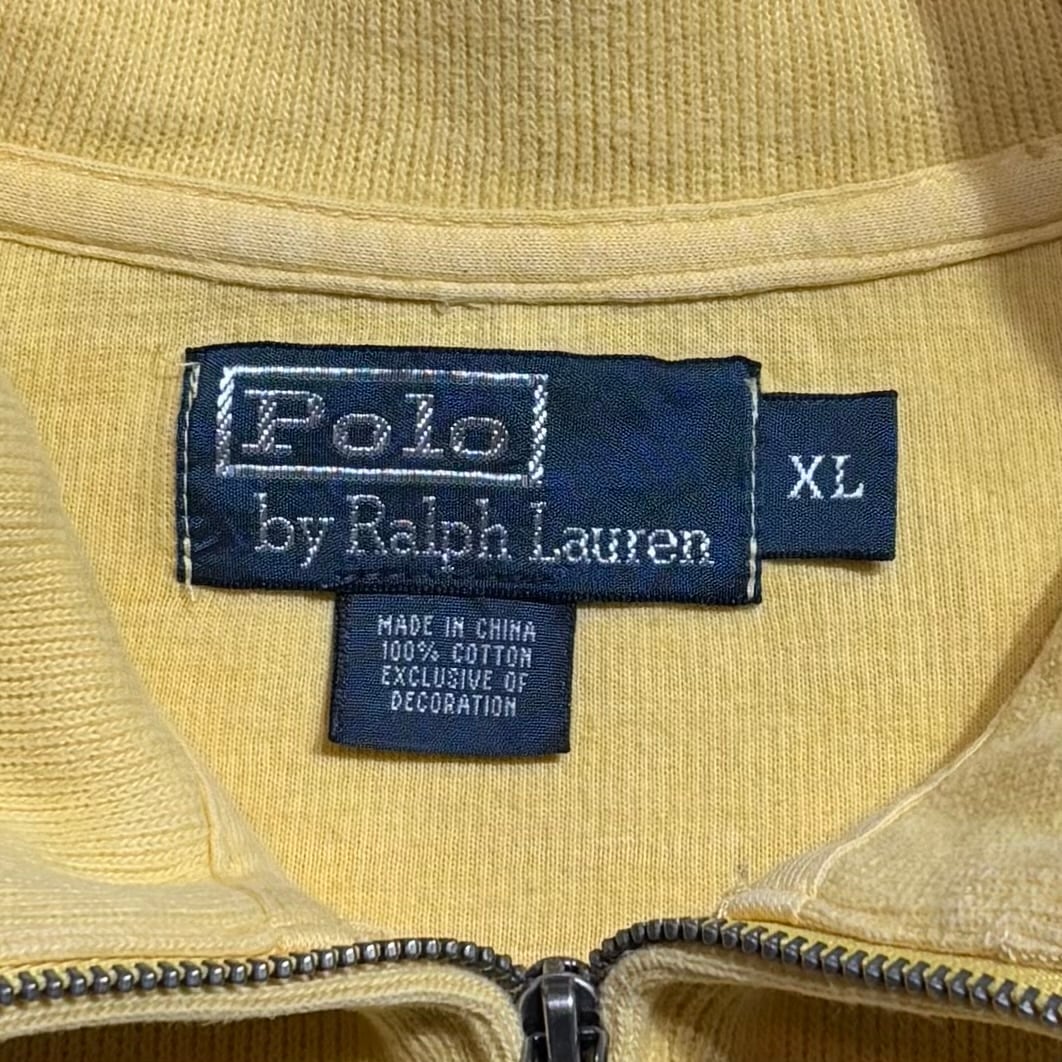 Polo
by Ralph Lauren
XL
MADE IN CHINA
100% COTTON
EXCLUSIVE OF
DECORATION